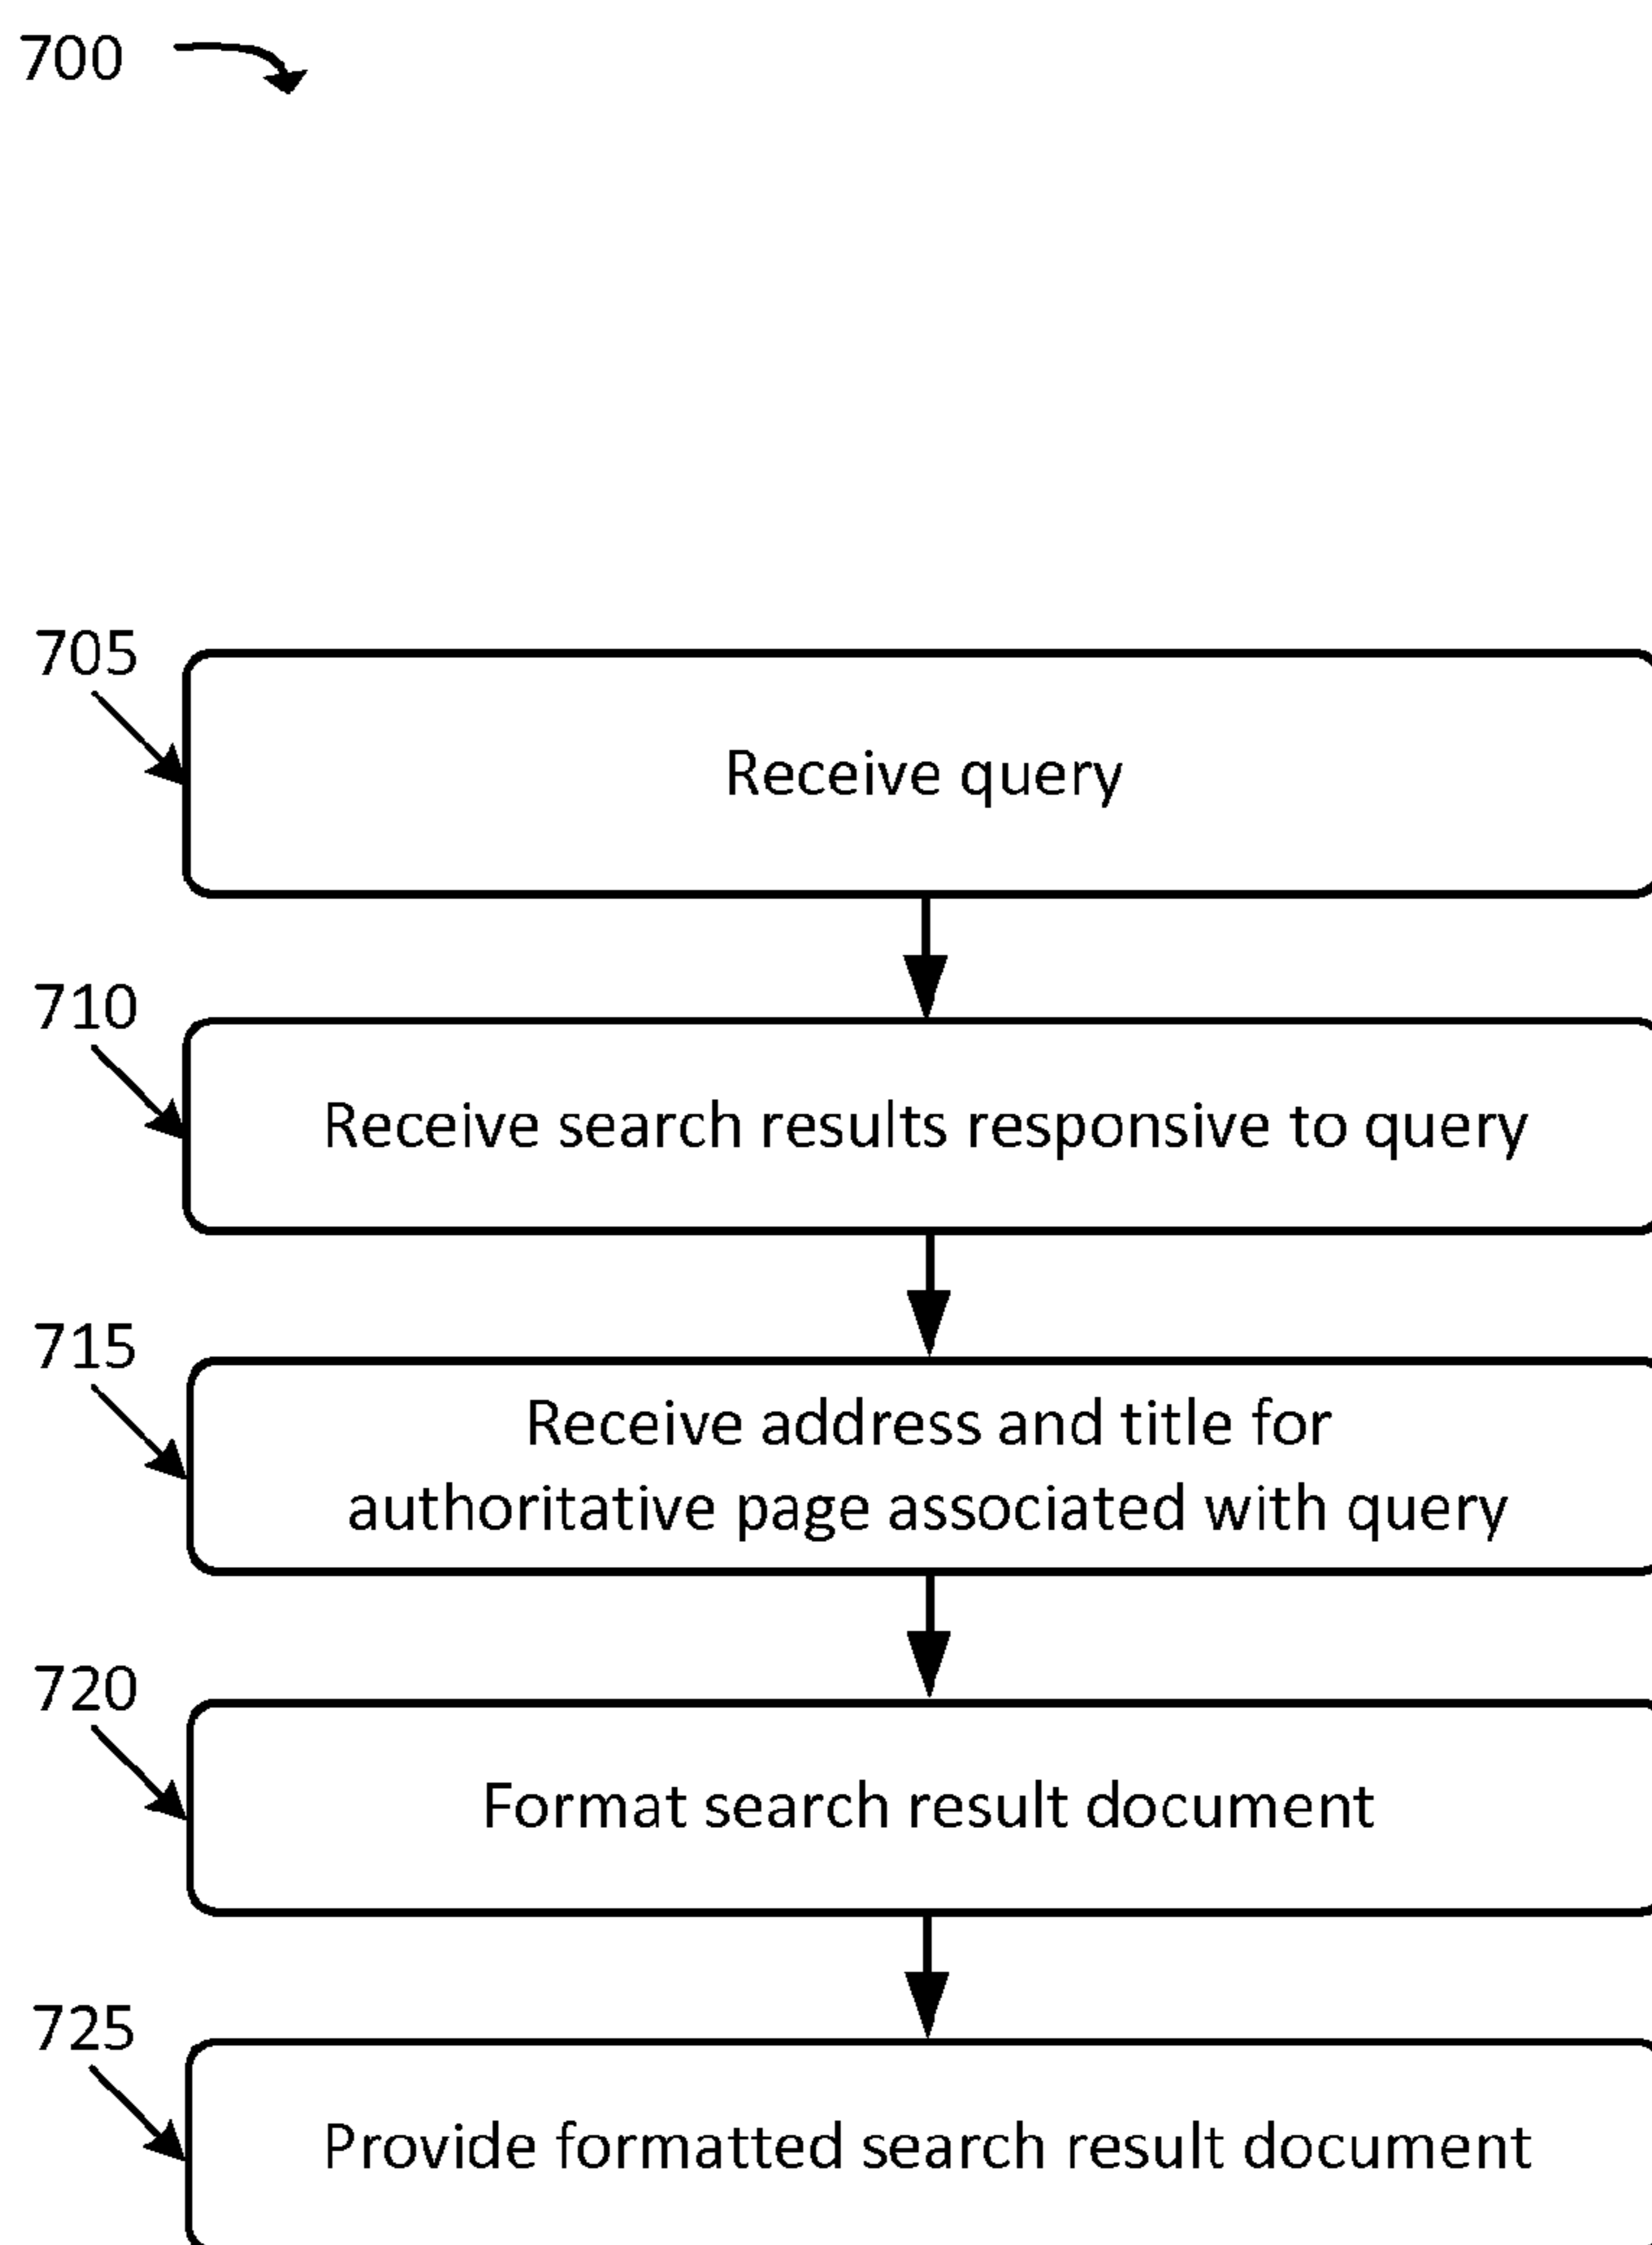 700
705
Receive query
710
Receive search results responsive to query
715
Receive address and title for
authoritative page associated with query
720
Format search result document
725
Provide formatted search result document